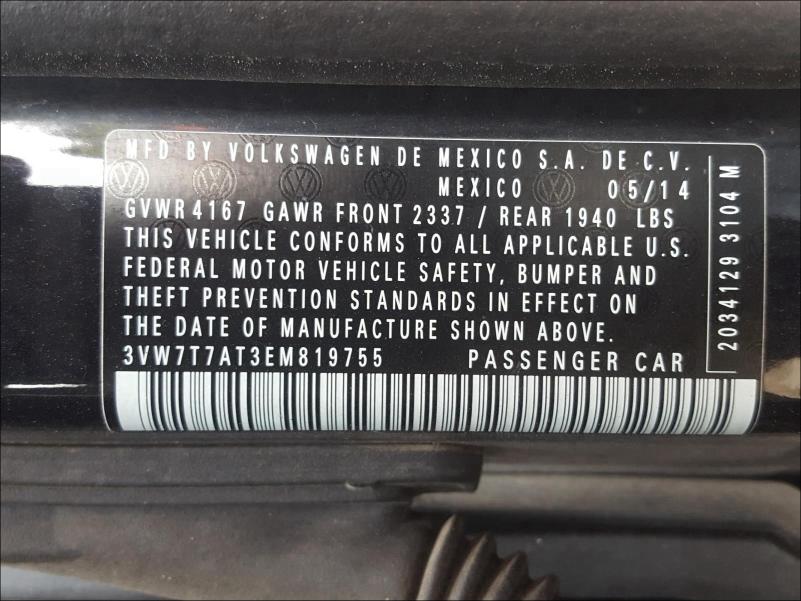 MFD BY VOLKSWAGEN DE MEXICO S.A. DE C.V.
MEXICO 05/14
GVWR 4167 GAWR FRONT 2337 / REAR 1940 LBS
THIS VEHICLE CONFORMS TO ALL APPLICABLE U.S.
FEDERAL MOTOR VEHICLE SAFETY, BUMPER AND
THEFT PREVENTION STANDARDS IN EFFECT ON
THE DATE OF MANUFACTURE SHOWN ABOVE.
3VW7T7AT3EM819755 PASSENGER CAR
2034129 3104 M